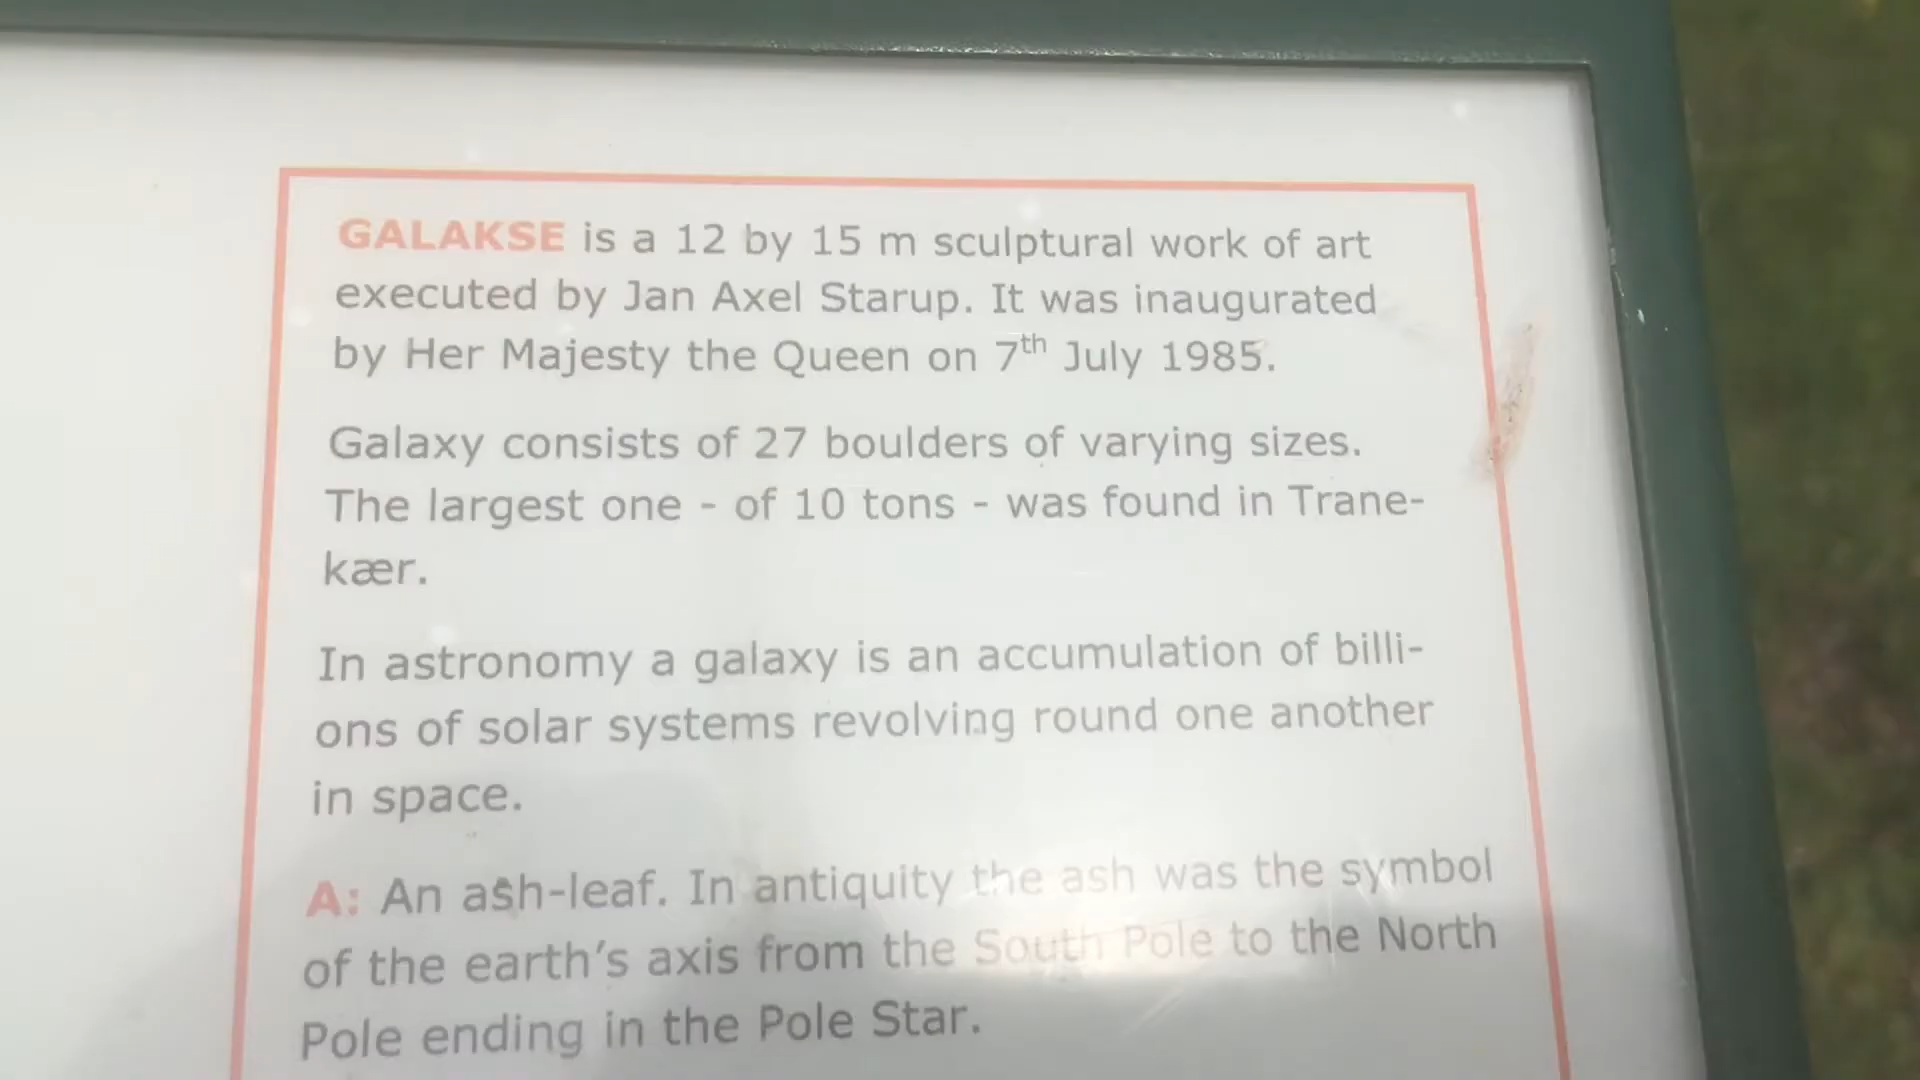 GALAKSE is a 12 by 15 m sculptural work of art
executed by Jan Axel Starup. It was inaugurated
by Her Majesty the Queen on 7th July 1985.
Galaxy consists of 27 boulders of varying sizes.
The largest one - of 10 tons - was found in Trane-
kær.
In astronomy a galaxy is an accumulation of billi-
ons of solar systems revolving round one another
in space.
A: An ash-leaf. In antiquity the ash was the symbol
of the earth's axis from the South Pole to the North
Pole ending in the Pole Star.